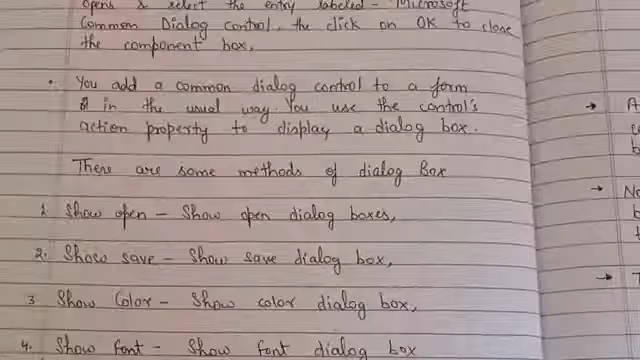 opens & select the entry labeled - Microsoft
Common Dialog control, the click on OK to close
the component box.
• You add a common dialog control to a form
in the usual way. You use the control's
action property to display a dialog box.
There are some methods of dialog Box
1. Show open - Show open dialog boxes,
2. Show save - Show save dialog box,
3. Show Color - Show color dialog box,
4. Show font - Show font dialog box
→ A
→ No
→ T